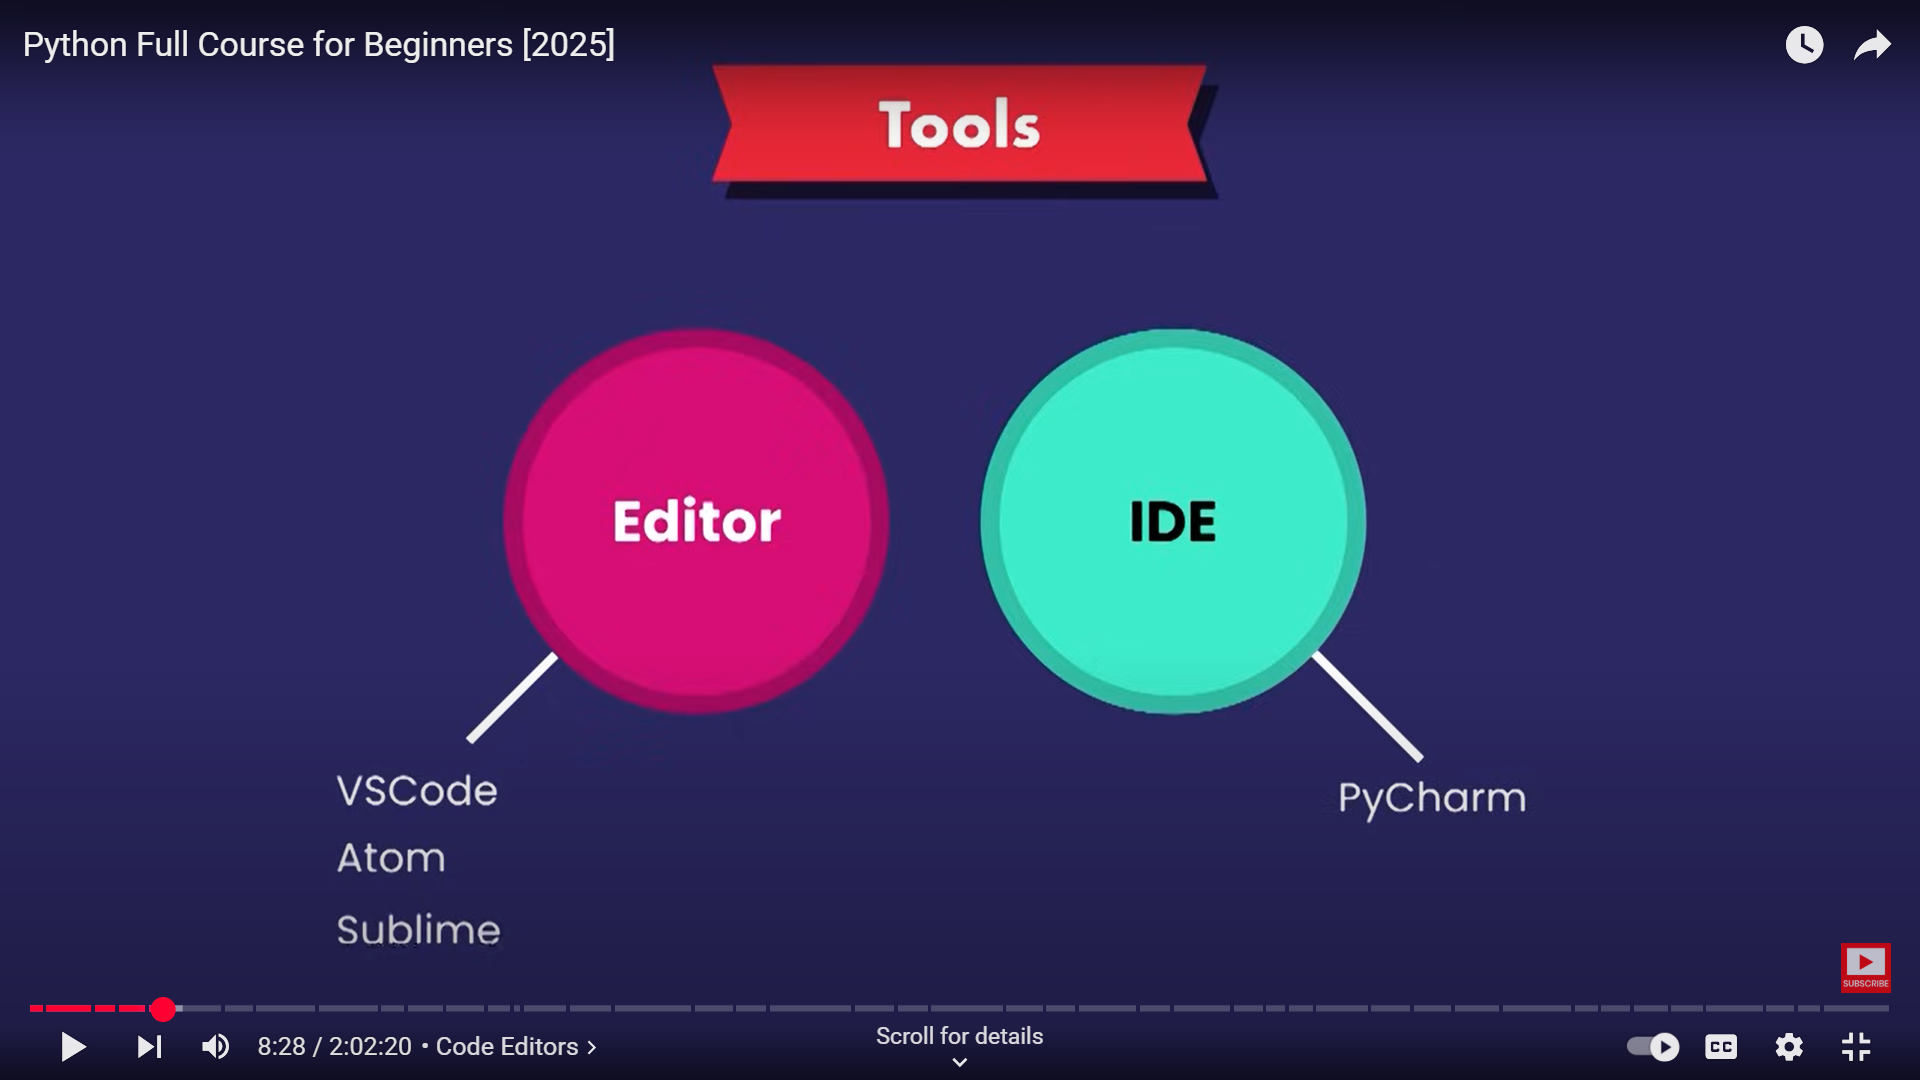 Python Full Course for Beginners [2025]
Tools
Editor
IDE
VSCode
Atom
Sublime
PyCharm
SUBSCRIBE
8:28 / 2:02:20 • Code Editors >
Scroll for details
CC